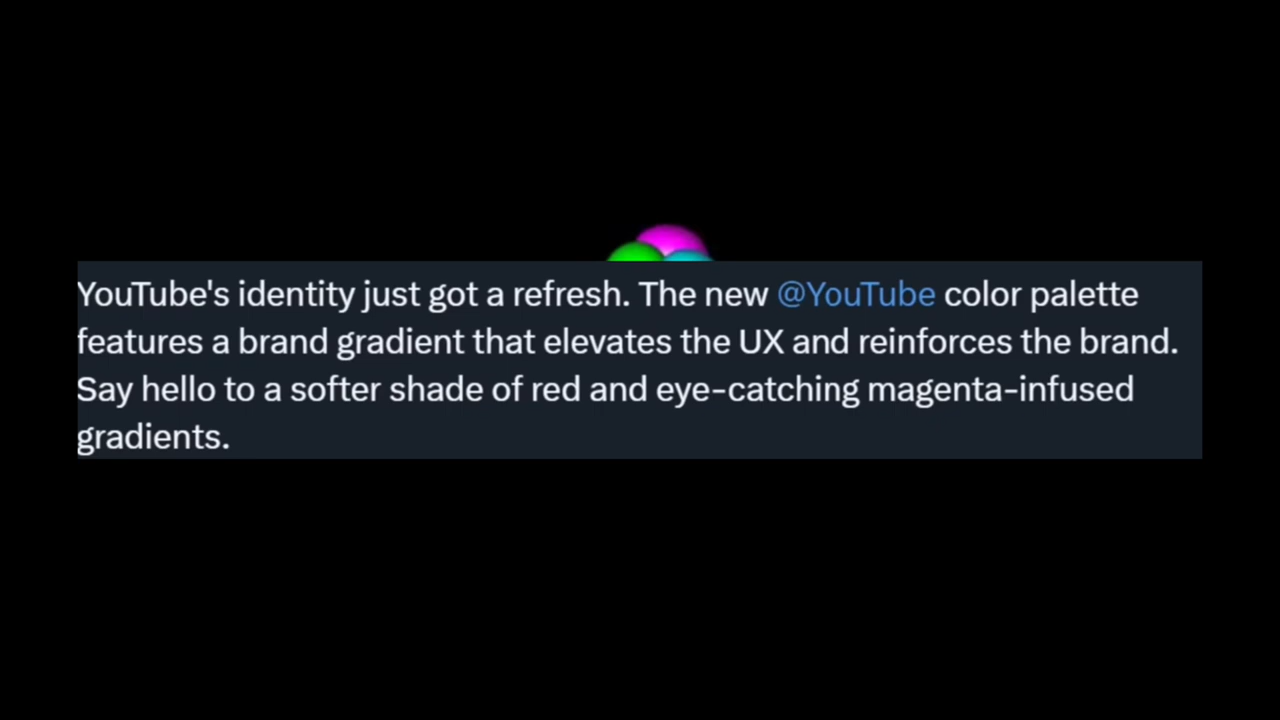 YouTube's identity just got a refresh. The new @YouTube color palette
features a brand gradient that elevates the UX and reinforces the brand.
Say hello to a softer shade of red and eye-catching magenta-infused
gradients.